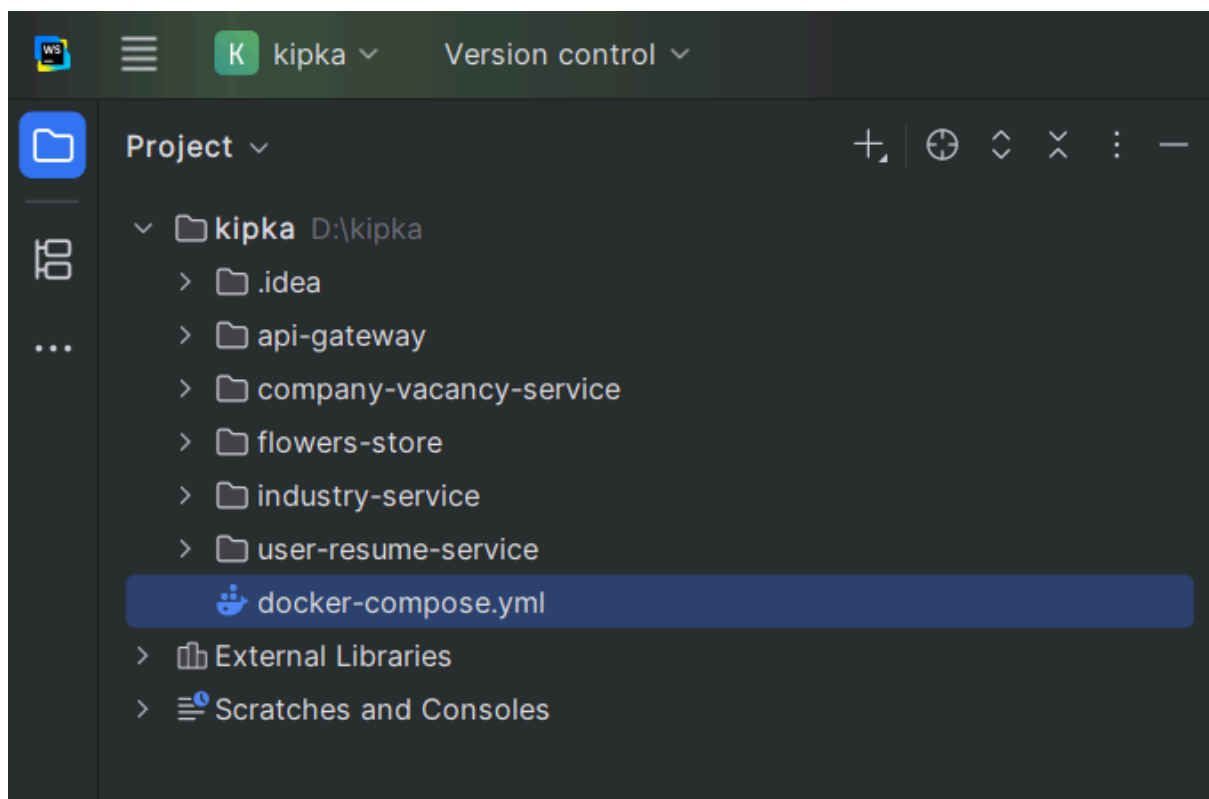 WS K kipka Version control
Project
kipka D:\kipka
.idea
api-gateway
company-vacancy-service
flowers-store
industry-service
user-resume-service
docker-compose.yml
External Libraries
Scratches and Consoles